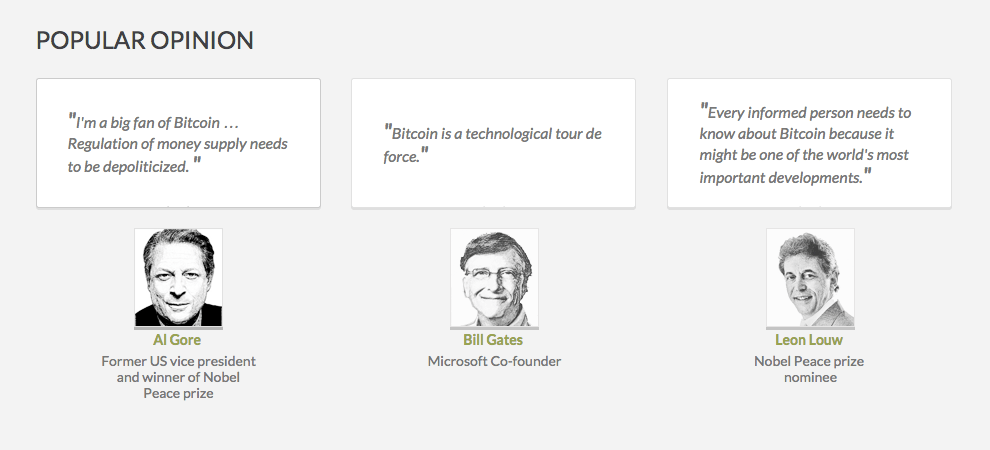 POPULAR OPINION
"I'm a big fan of Bitcoin …
Regulation of money supply needs
to be depoliticized. "
"Bitcoin is a technological tour de
force."
"Every informed person needs to
know about Bitcoin because it
might be one of the world's most
important developments."
Al Gore
Former US vice president
and winner of Nobel
Peace prize
Bill Gates
Microsoft Co-founder
Leon Louw
Nobel Peace prize
nominee